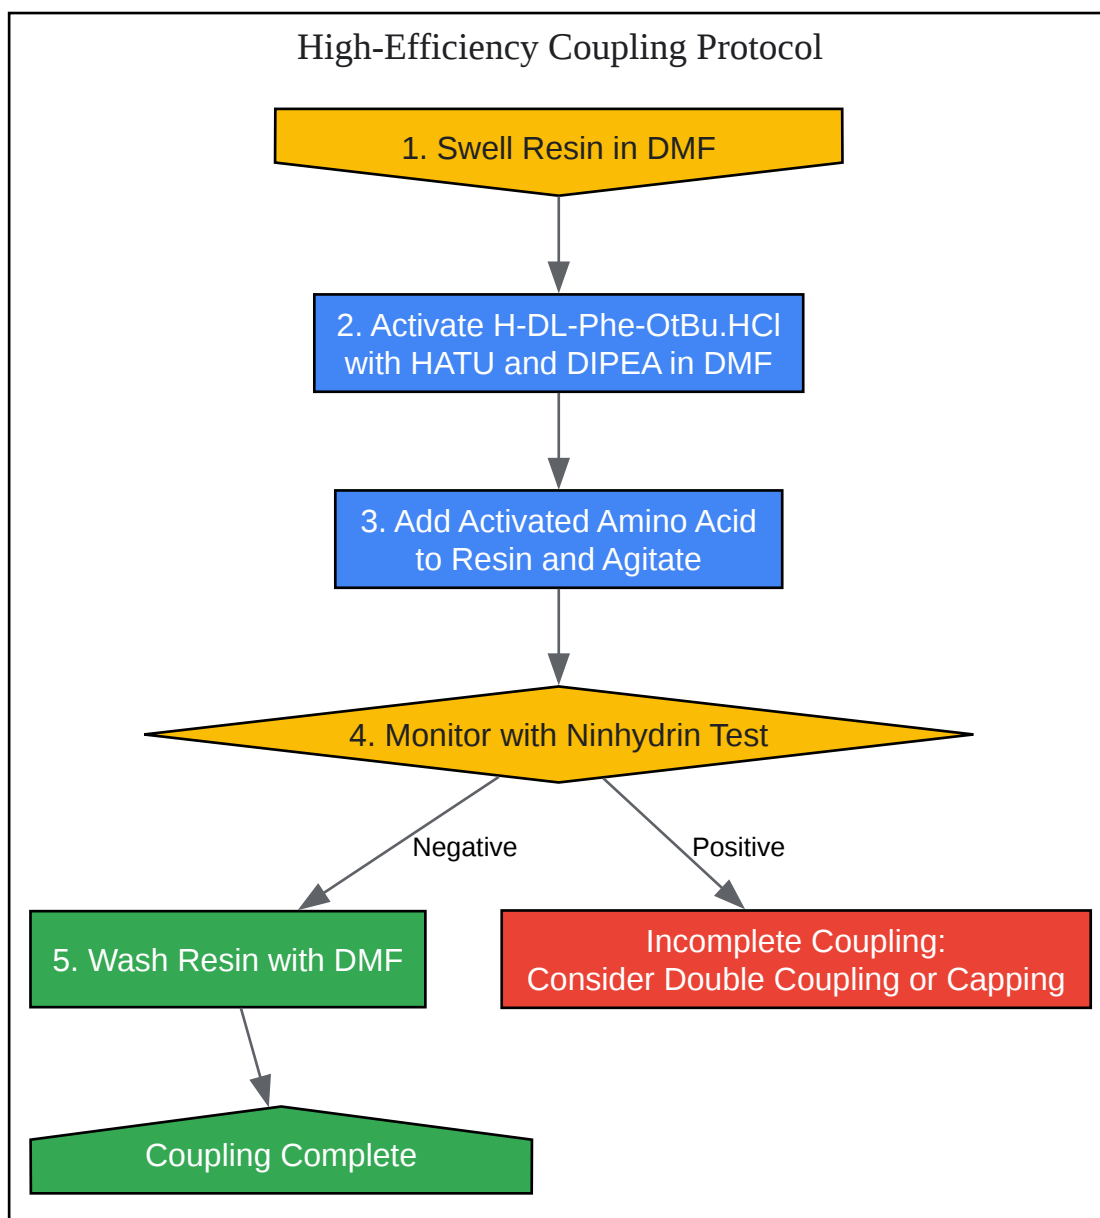 High-Efficiency Coupling Protocol
1. Swell Resin in DMF
2. Activate H-DL-Phe-OtBu.HCl
with HATU and DIPEA in DMF
3. Add Activated Amino Acid
to Resin and Agitate
4. Monitor with Ninhydrin Test
Negative
Positive
5. Wash Resin with DMF
Incomplete Coupling:
Consider Double Coupling or Capping
Coupling Complete